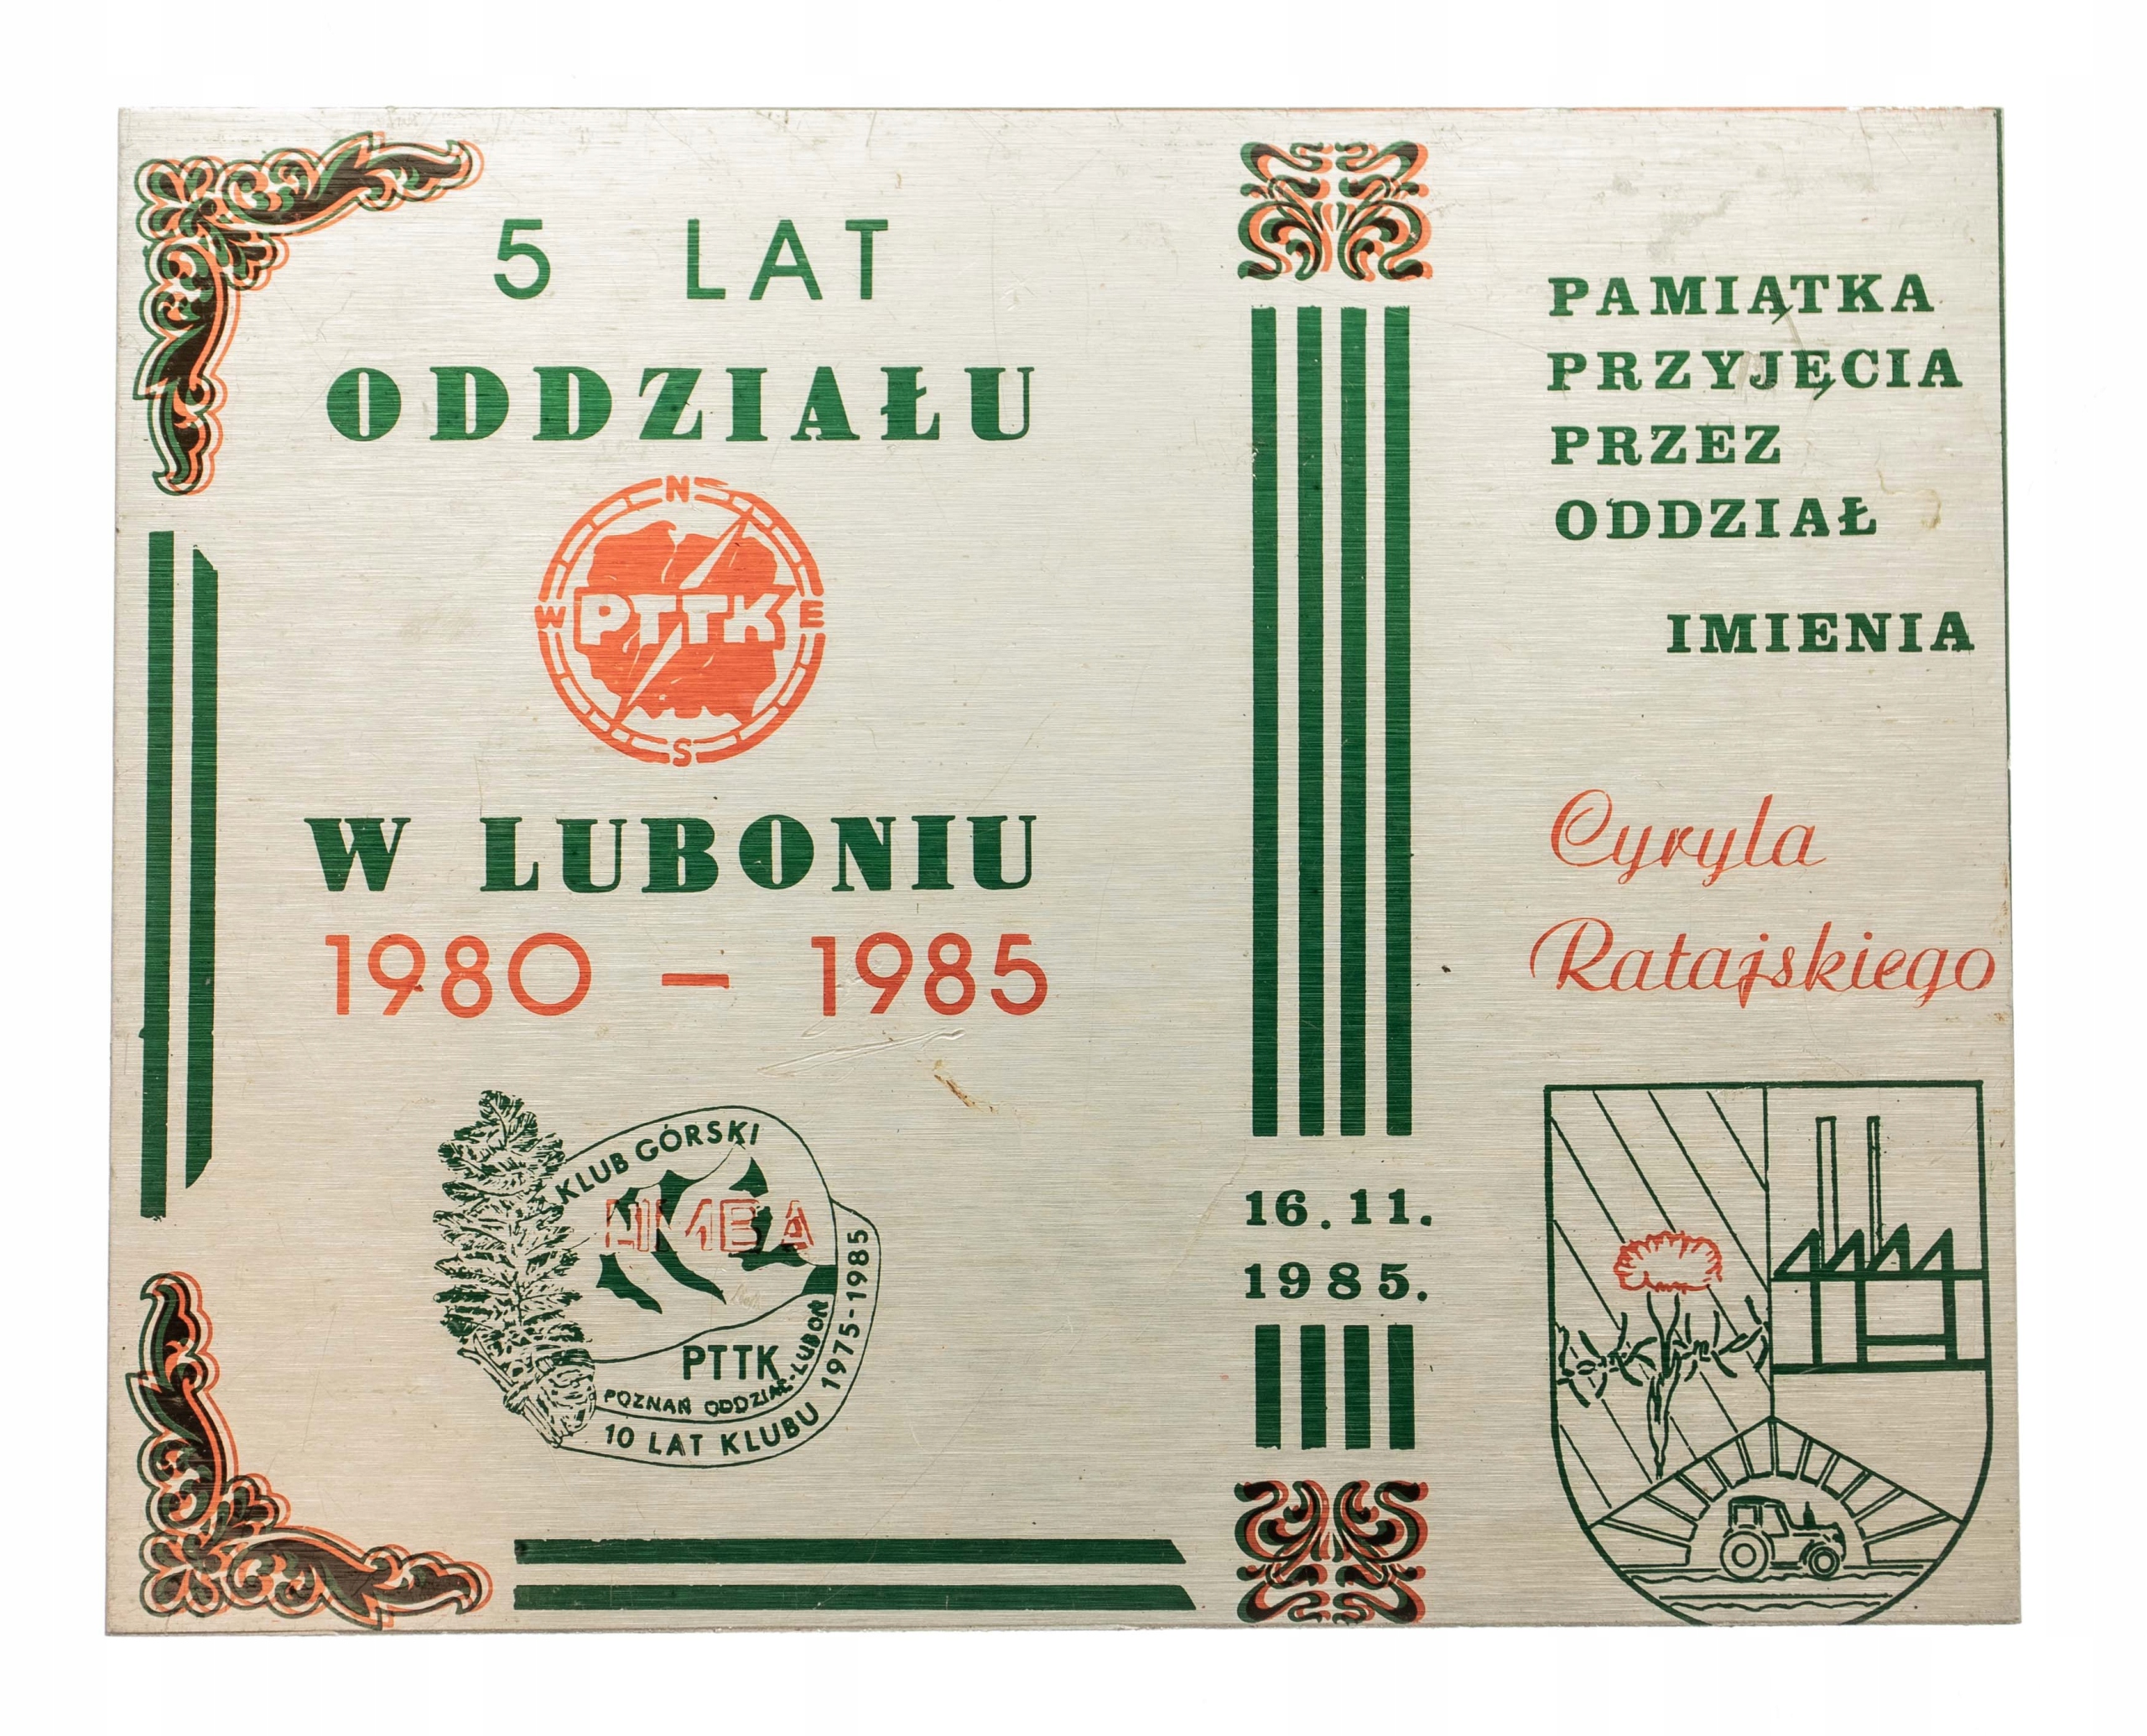 5 LAT
ODDZIAŁU
N
W PTTK E
S
W LUBONIU
1980 – 1985
KLUB GÓRSKI
LIMBA
PTTK
POZNAŃ ODDZIAŁ-LUBOŃ
10 LAT KLUBU 1975-1985
16.11.
1985.
PAMIĄTKA
PRZYJĘCIA
PRZEZ
ODDZIAŁ
IMIENIA
Cyryla
Ratajskiego